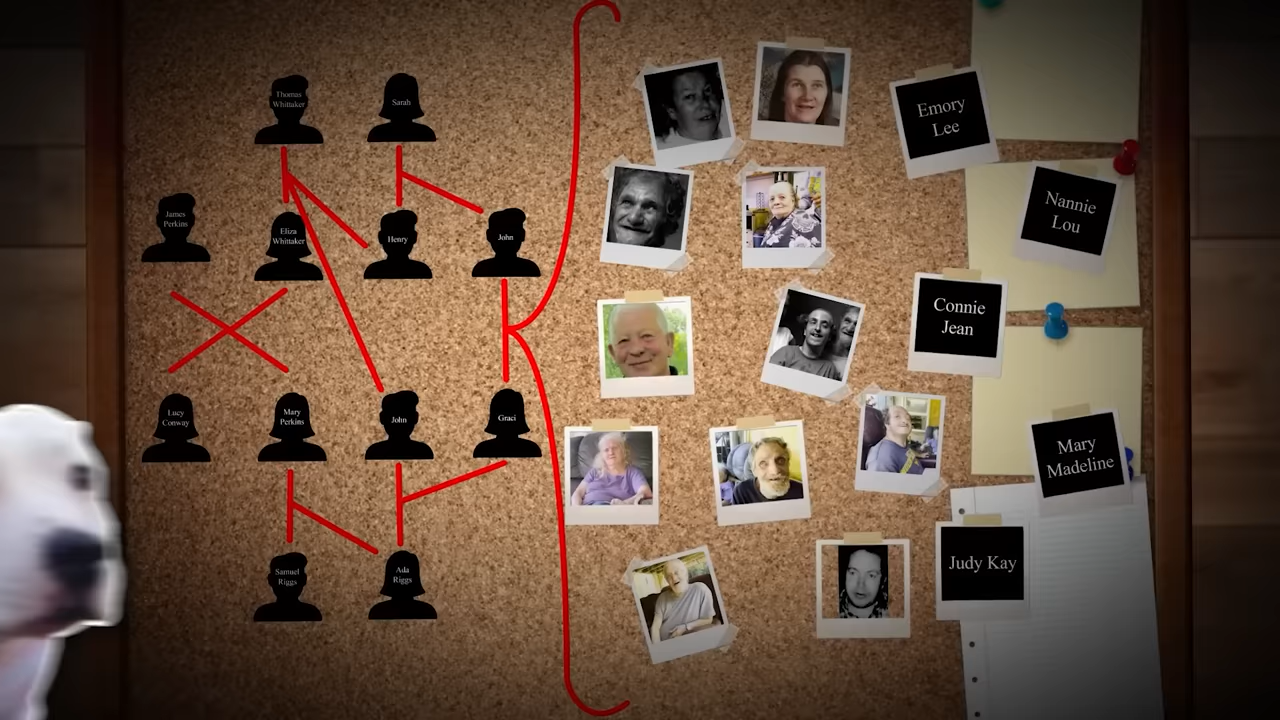 Thomas
Whittaker
Sarah
James
Perkins
Eliza
Whittaker
Henry
John
Lucy
Conway
Mary
Perkins
John
Graci
Samuel
Riggs
Ada
Riggs
Emory
Lee
Nannie
Lou
Connie
Jean
Mary
Madeline
Judy Kay